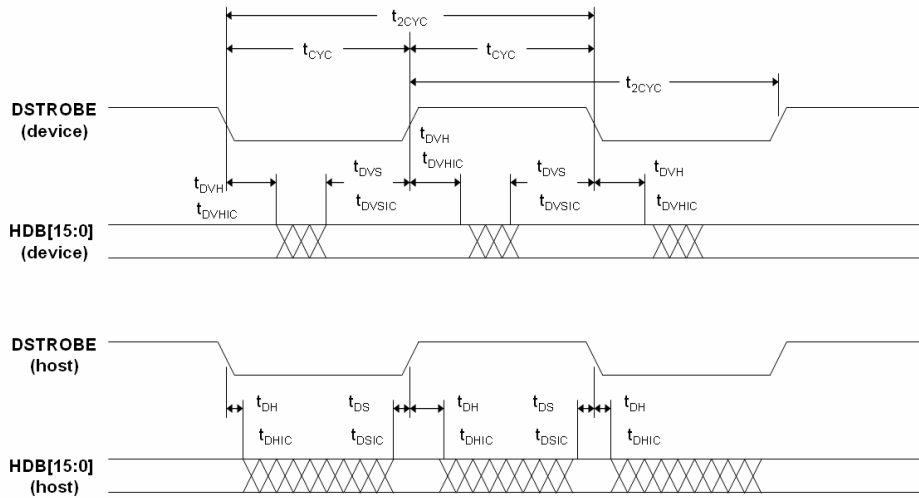 t2CYC
tCYC tCYC
t2CYC
DSTROBE
(device)
tDVH
tDVHIC
tDVS
tDVSIC
tDVH
tDVHIC
tDVS
tDVSIC
tDVH
tDVHIC
HDB[15:0]
(device)
DSTROBE
(host)
tDH
tDHIC
tDS
tDSIC
tDH
tDHIC
tDS
tDSIC
tDH
tDHIC
HDB[15:0]
(host)